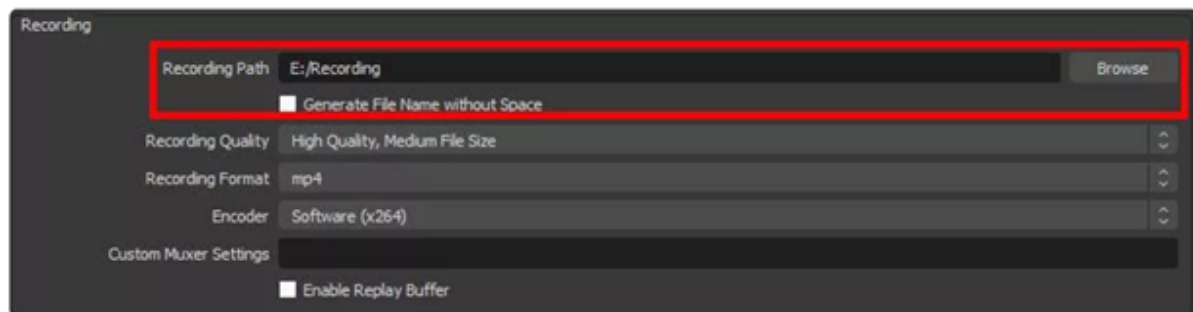 Recording
Recording Path E:/Recording Browse
Generate File Name without Space
Recording Quality High Quality, Medium File Size
Recording Format mp4
Encoder Software (x264)
Custom Muxer Settings
Enable Replay Buffer